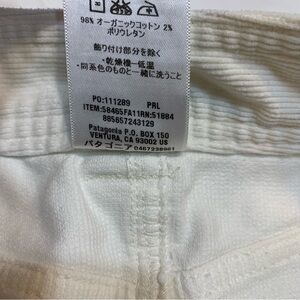 98% オーガニックコットン 2%
ポリウレタン
飾り付け部分を除く
・乾燥機ー低温
・同系色のものと一緒に洗うこと
PO:111289 PRL
ITEM:58465FA11RN:51884
885657243129
Patagonia P.O. BOX 150
VENTURA, CA 93002 US
パタゴニア 0467238961